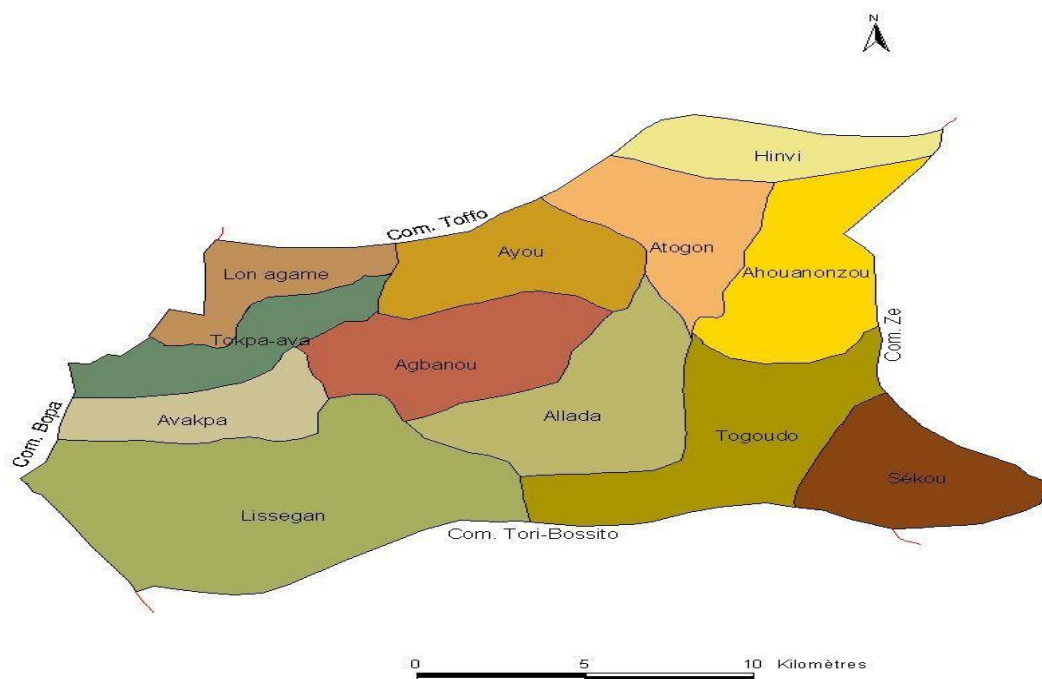 N
Hinvi
Com. Toffo
Atogon
Ayou
Lon agame
Ahouanonzou
Com. Ze
Tokpa-ava
Agbanou
Com. Bopa
Avakpa
Allada
Togoudo
Sékou
Lissegan
Com. Tori-Bossito
0 5 10 Kilomètres